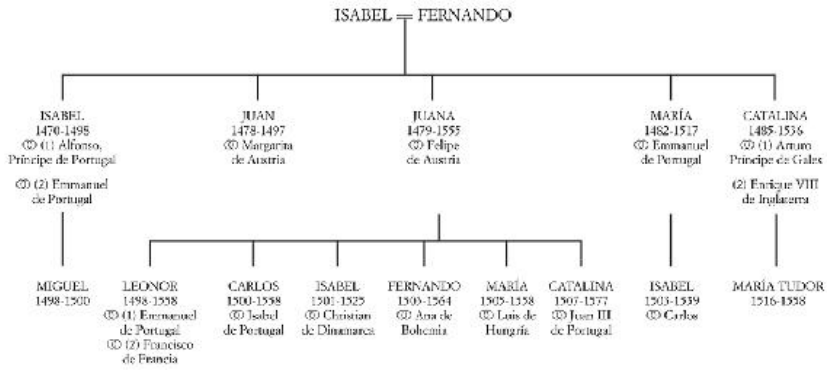 ISABEL = FERNANDO
ISABEL
1470-1498
(1) Alfonso,
Príncipe de Portugal
(2) Emmanuel
de Portugal
JUAN
1478-1497
Margarita
de Austria
JUANA
1479-1555
Felipe
de Austria
MARÍA
1482-1517
Emmanuel
de Portugal
CATALINA
1485-1536
(1) Arturo
Príncipe de Gales
(2) Enrique VIII
de Inglaterra
MIGUEL
1498-1500
LEONOR
1498-1558
(1) Emmanuel
de Portugal
(2) Francisco
de Francia
CARLOS
1500-1558
Isabel
de Portugal
ISABEL
1501-1525
Christian
de Dinamarca
FERNANDO
1503-1564
Ana de
Bohemia
MARÍA
1505-1558
Luis de
Hungría
CATALINA
1507-1577
Juan III
de Portugal
ISABEL
1503-1539
Carlos
MARÍA TUDOR
1516-1558